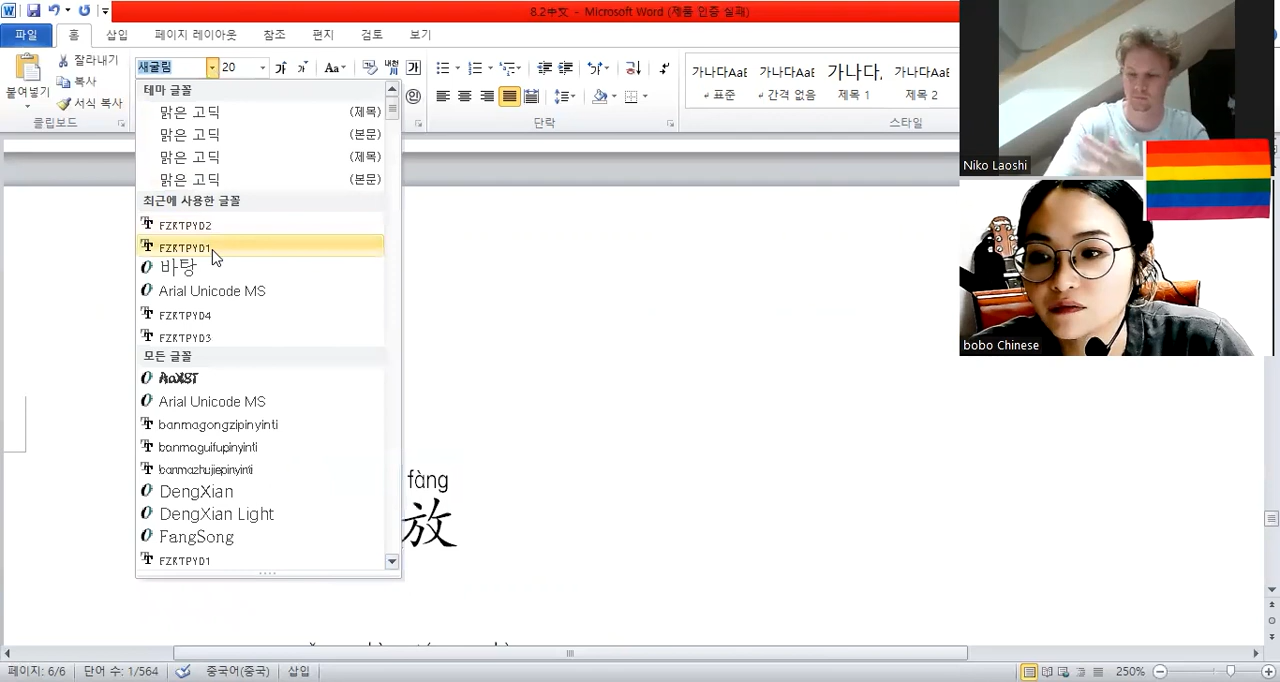 8.2中文 - Microsoft Word (제품 인증 실패)
파일 홈 삽입 페이지 레이아웃 참조 편지 검토 보기
붙여넣기
잘라내기
복사
서식 복사
클립보드
새굴림 20
단락
가나다AaE 가나다AaE 가나다, 가나다AaE
표준 간격 없음 제목 1 제목 2
스타일
테마 글꼴
맑은 고딕 (제목)
맑은 고딕 (본문)
맑은 고딕 (제목)
맑은 고딕 (본문)
최근에 사용한 글꼴
FZKTPYD2
FZKTPYD1
바탕
Arial Unicode MS
FZKTPYD4
FZKTPYD3
모든 글꼴
AaXST
Arial Unicode MS
banmagongzipinyinti
banmaguifupinyinti
banmazhujiepinyinti
DengXian
DengXian Light
FangSong
FZKTPYD1
fàng
放
Niko Laoshi
bobo Chinese
페이지: 6/6 단어 수: 1/564 중국어(중국) 삽입 250%